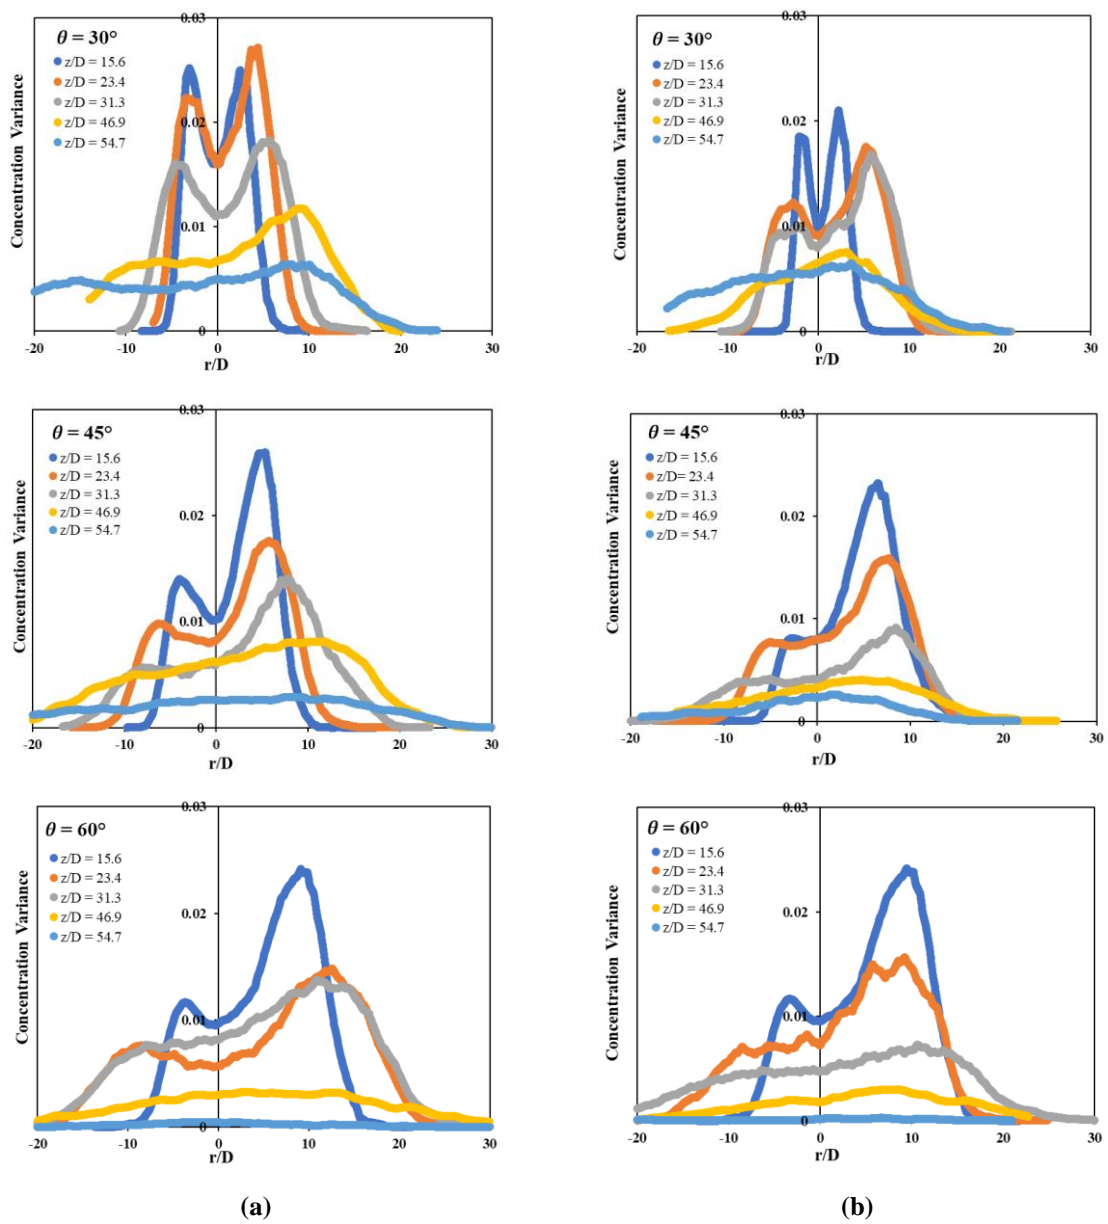 0.03
θ = 30°
z/D = 15.6
z/D = 23.4
z/D = 31.3
z/D = 46.9
z/D = 54.7
Concentration Variance
0.02
0.01
0
-20 -10 0 10 20 30
r/D
0.03
θ = 30°
z/D = 15.6
z/D = 23.4
z/D = 31.3
z/D = 46.9
z/D = 54.7
Concentration Variance
0.02
0.01
0
-20 -10 0 10 20 30
r/D
0.03
θ = 45°
z/D = 15.6
z/D = 23.4
z/D = 31.3
z/D = 46.9
z/D = 54.7
Concentration Variance
0.02
0.01
0
-20 -10 0 10 20 30
r/D
0.03
θ = 45°
z/D = 15.6
z/D= 23.4
z/D = 31.3
z/D = 46.9
z/D = 54.7
Concentration Variance
0.02
0.01
0
-20 -10 0 10 20 30
r/D
0.03
θ = 60°
z/D = 15.6
z/D = 23.4
z/D = 31.3
z/D = 46.9
z/D = 54.7
Concentration Variance
0.02
0.01
0
-20 -10 0 10 20 30
r/D
0.03
θ = 60°
z/D = 15.6
z/D = 23.4
z/D = 31.3
z/D = 46.9
z/D = 54.7
Concentration Variance
0.02
0.01
0
-20 -10 0 10 20 30
r/D
(a)
(b)